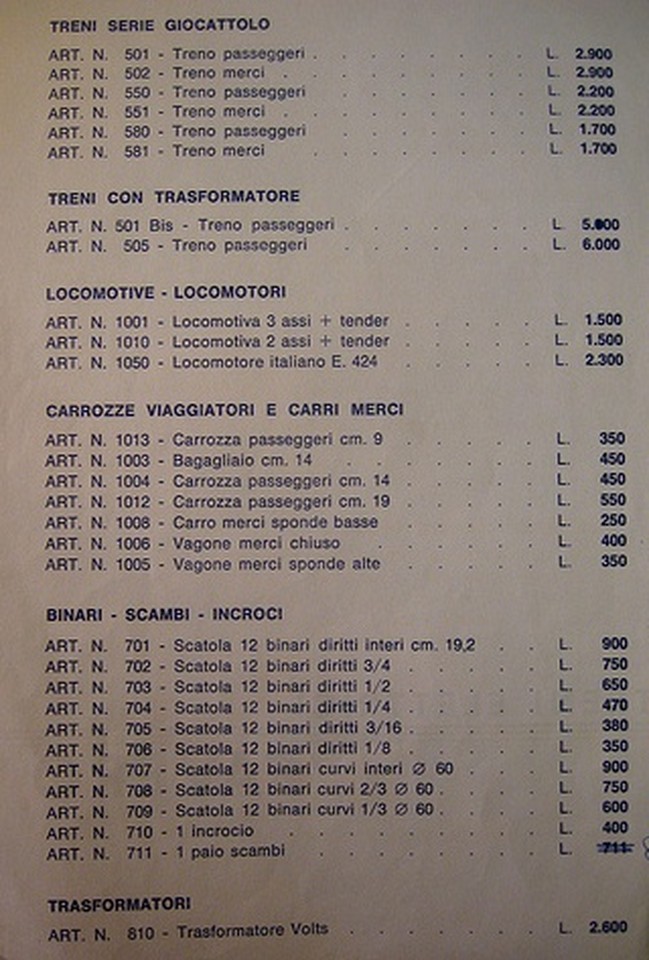 TRENI SERIE GIOCATTOLO
ART. N. 501 - Treno passeggeri . . . . . . . . L. 2.900
ART. N. 502 - Treno merci . . . . . . . . . L. 2.900
ART. N. 550 - Treno passeggeri . . . . . . . L. 2.200
ART. N. 551 - Treno merci . . . . . . . . . L. 2.200
ART. N. 580 - Treno passeggeri . . . . . . . L. 1.700
ART. N. 581 - Treno merci . . . . . . . . L. 1.700
TRENI CON TRASFORMATORE
ART. N. 501 Bis - Treno passeggeri . . . . . . . L.
ART. N. 505 - Treno passeggeri . . . . . . . L. 6.000
LOCOMOTIVE - LOCOMOTORI
ART. N. 1001 - Locomotiva 3 assi + tender . . . . . L. 1.500
ART. N. 1010 - Locomotiva 2 assi + tender . . . . . L. 1.500
ART. N. 1050 - Locomotore italiano E. 424 . . . . . L. 2.300
CARROZZE VIAGGIATORI E CARRI MERCI
ART. N. 1013 - Carrozza passeggeri cm. 9 . . . . . L. 350
ART. N. 1003 - Bagagliaio cm. 14 . . . . . . . L. 450
ART. N. 1004 - Carrozza passeggeri cm. 14 . . . . . L. 450
ART. N. 1012 - Carrozza passeggeri cm. 19 . . . . . L. 550
ART. N. 1008 - Carro merci sponde basse . . . . . L. 250
ART. N. 1006 - Vagone merci chiuso . . . . . . L. 400
ART. N. 1005 - Vagone merci sponde alte . . . . . L. 350
BINARI - SCAMBI - INCROCI
ART. N. 701 - Scatola 12 binari diritti interi cm. 19,2 . . L. 900
ART. N. 702 - Scatola 12 binari diritti 3/4 . . . . . L. 750
ART. N. 703 - Scatola 12 binari diritti 1/2 . . . . . L. 650
ART. N. 704 - Scatola 12 binari diritti 1/4 . . . . . L. 470
ART. N. 705 - Scatola 12 binari diritti 3/16 . . . . . L. 380
ART. N. 706 - Scatola 12 binari diritti 1/8 . . . . . L. 350
ART. N. 707 - Scatola 12 binari curvi interi Ø 60 . . . L. 900
ART. N. 708 - Scatola 12 binari curvi 2/3 Ø 60 . . . . L. 750
ART. N. 709 - Scatola 12 binari curvi 1/3 Ø 60 . . . . L. 600
ART. N. 710 - 1 incrocio . . . . . . . . . L. 400
ART. N. 711 - 1 paio scambi . . . . . . . . L. 711
TRASFORMATORI
ART. N. 810 - Trasformatore Volts . . . . . . . L. 2.600